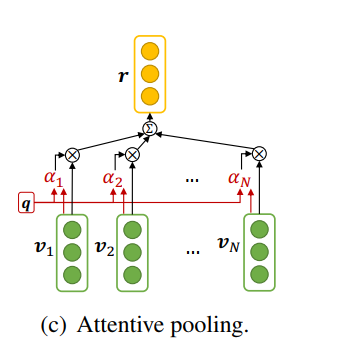 r
Σ
α1 α2 ... αN
q
v1 v2 ... vN
(c) Attentive pooling.